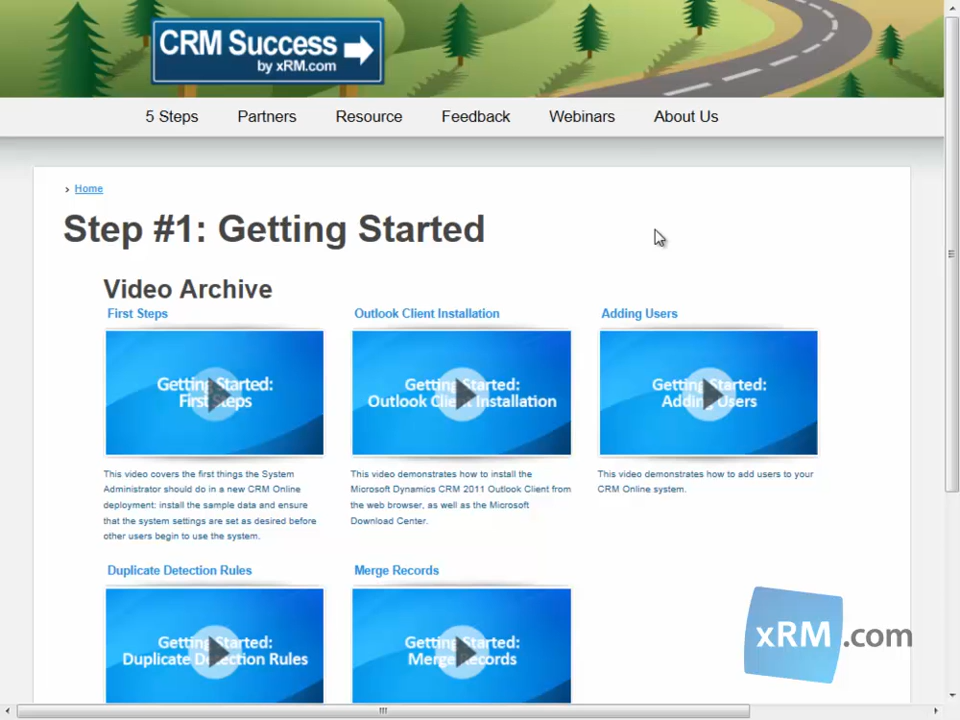 CRM Success
by xRM.com
5 Steps Partners Resource Feedback Webinars About Us
› Home
Step #1: Getting Started
Video Archive
First Steps Outlook Client Installation Adding Users
Getting Started:
First Steps
Getting Started:
Outlook Client Installation
Getting Started:
Adding Users
This video covers the first things the System
Administrator should do in a new CRM Online
deployment: install the sample data and ensure
that the system settings are set as desired before
other users begin to use the system.
This video demonstrates how to install the
Microsoft Dynamics CRM 2011 Outlook Client from
the web browser, as well as the Microsoft
Download Center.
This video demonstrates how to add users to your
CRM Online system.
Duplicate Detection Rules Merge Records
Getting Started:
Duplicate Detection Rules
Getting Started:
Merge Records
xRM.com